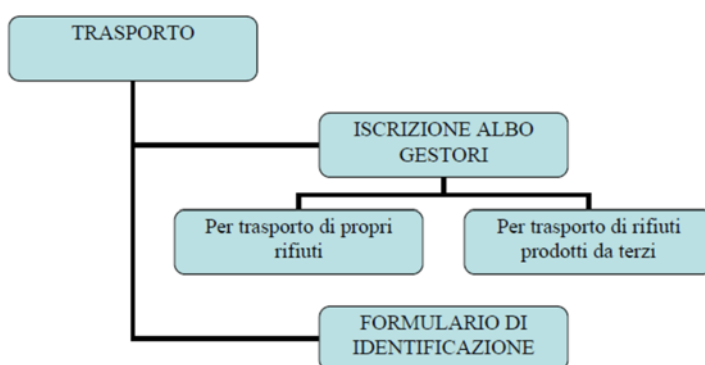 TRASPORTO
ISCRIZIONE ALBO
GESTORI
Per trasporto di propri
rifiuti
Per trasporto di rifiuti
prodotti da terzi
FORMULARIO DI
IDENTIFICAZIONE